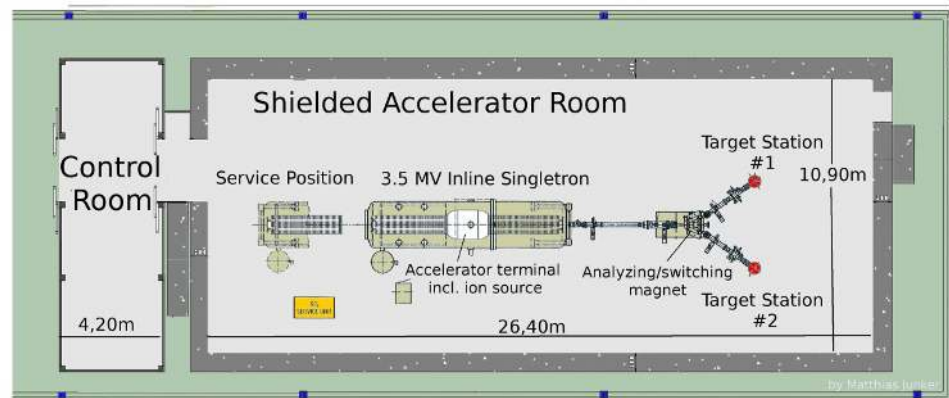 Shielded Accelerator Room
Control
Room
Service Position
3.5 MV Inline Singletron
Target Station
#1
10,90m
Accelerator terminal
incl. ion source
Analyzing/switching
magnet
Target Station
#2
4,20m
26,40m
by Matthias Junker